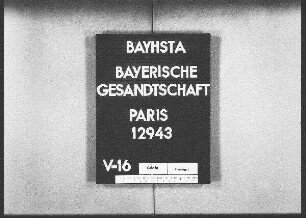 BAYHSTA
BAYERISCHE
GESANDTSCHAFT
PARIS
12943
V-16